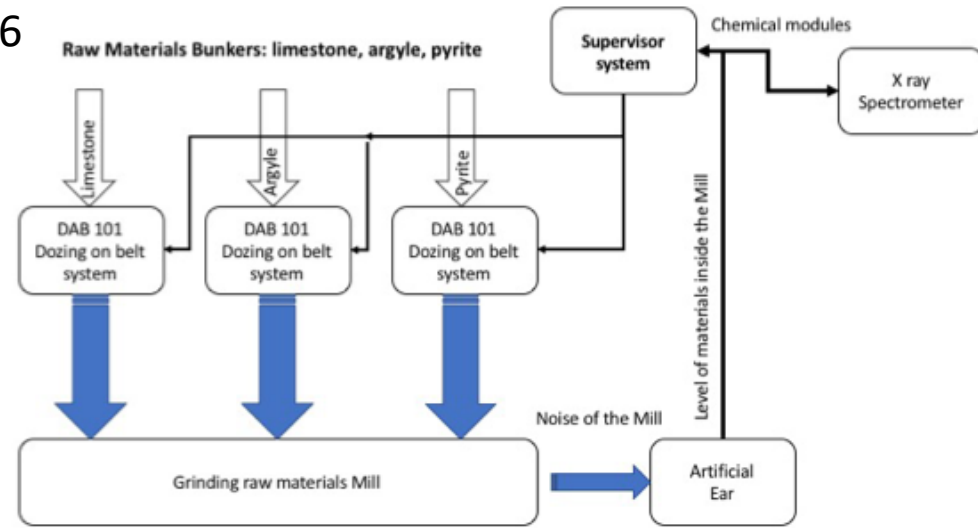 6
Raw Materials Bunkers: limestone, argyle, pyrite
Supervisor
system
Chemical modules
X ray
Spectrometer
Limestone
Argyle
Pyrite
DAB 101
Dozing on belt
system
DAB 101
Dozing on belt
system
DAB 101
Dozing on belt
system
Level of materials inside the Mill
Noise of the Mill
Grinding raw materials Mill
Artificial
Ear